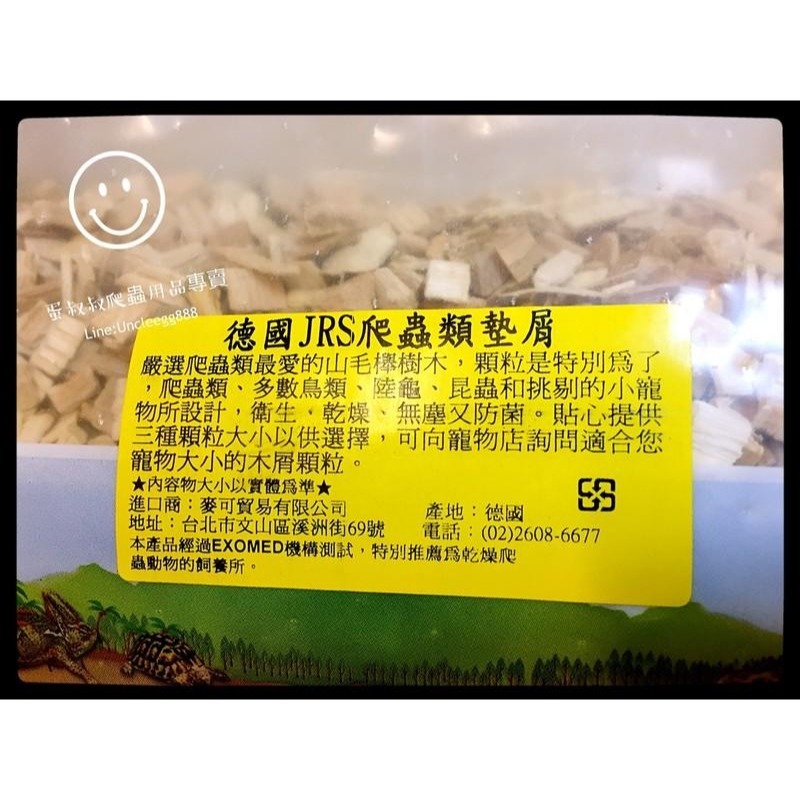 蛋叔叔爬蟲用品專賣
Line:Uncleegg888
德國JRS爬蟲類墊屑
嚴選爬蟲類最愛的山毛櫸樹木，顆粒是特別為了
，爬蟲類、多數鳥類、陸龜、昆蟲和挑剔的小寵
物所設計，衛生、乾燥、無塵又防菌。貼心提供
三種顆粒大小以供選擇，可向寵物店詢問適合您
寵物大小的木屑顆粒。
★內容物大小以實體為準★
進口商：麥可貿易有限公司 產地：德國
地址：台北市文山區溪洲街69號 電話：(02)2608-6677
本產品經過EXOMED機構測試，特別推薦為乾燥爬
蟲動物的飼養所。